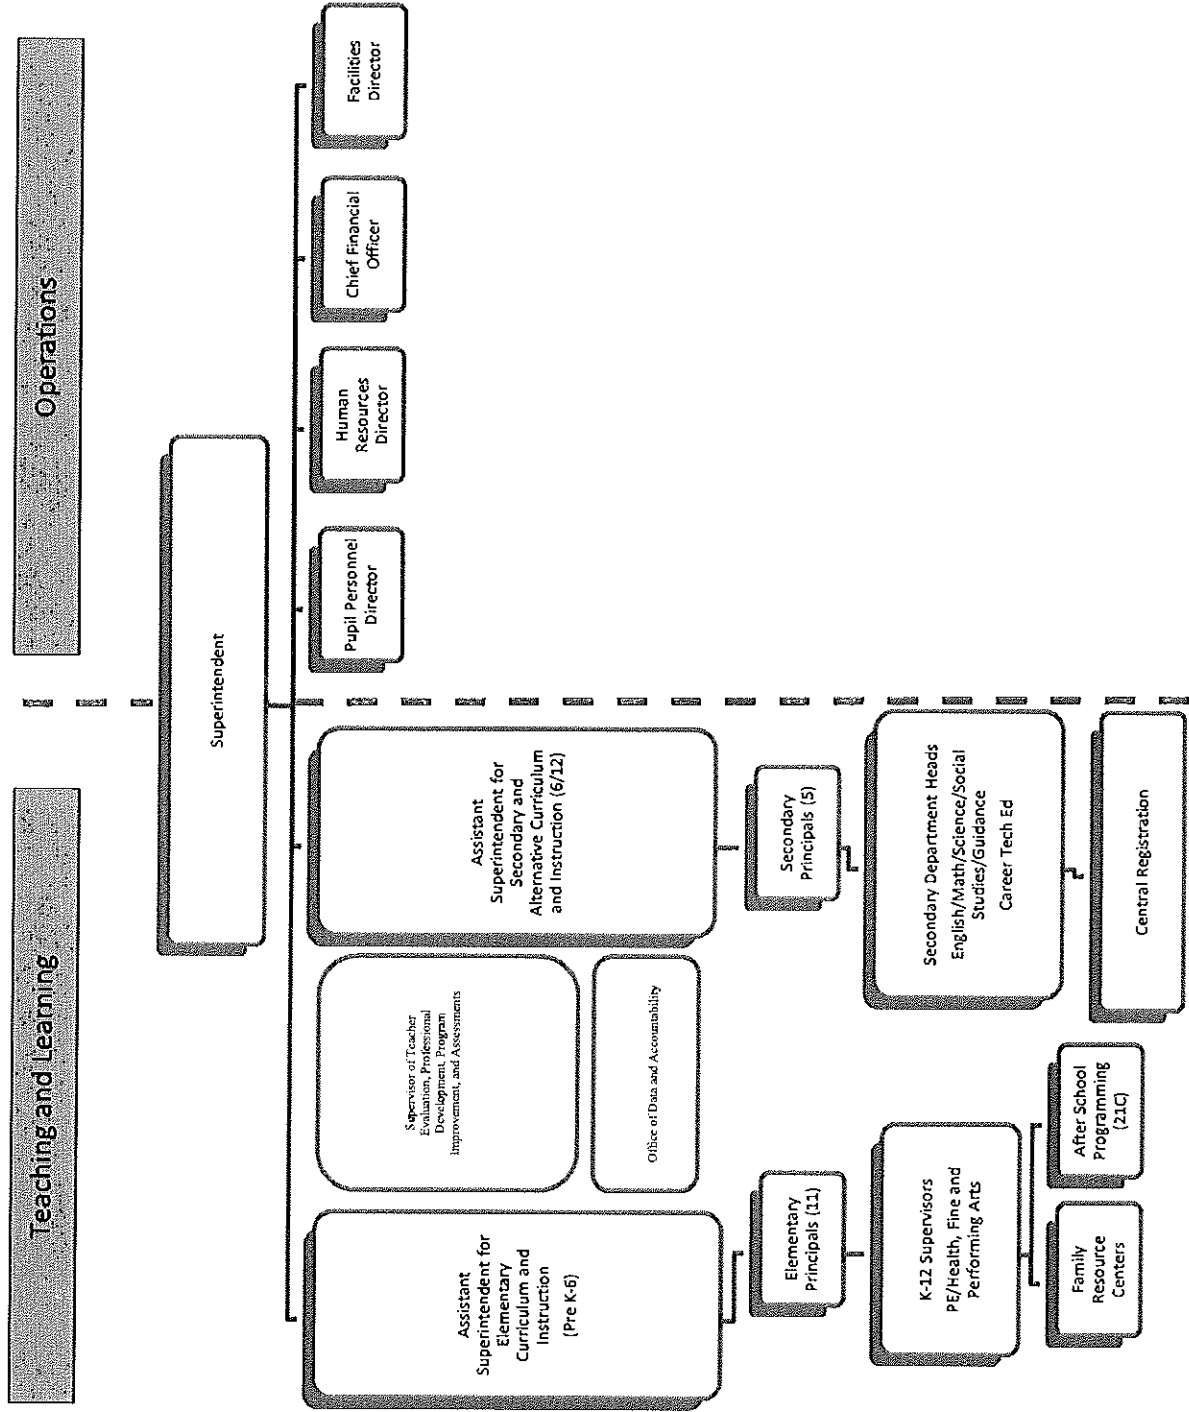 Teaching and Learning
Operations
Superintendent
Assistant
Superintendent for
Elementary
Curriculum and
Instruction
(Pre K-6)
Supervisor of Teacher
Evaluation, Professional
Development, Program
Improvement, and Assessments
Office of Data and Accountability
Assistant
Superintendent for
Secondary and
Alternative Curriculum
and Instruction (6/12)
Pupil Personnel
Director
Human
Resources
Director
Chief Financial
Officer
Facilities
Director
Elementary
Principals (11)
Secondary
Principals (5)
K-12 Supervisors
PE/Health, Fine and
Performing Arts
Secondary Department Heads
English/Math/Science/Social
Studies/Guidance
Career Tech Ed
Family
Resource
Centers
After School
Programming
(21C)
Central Registration